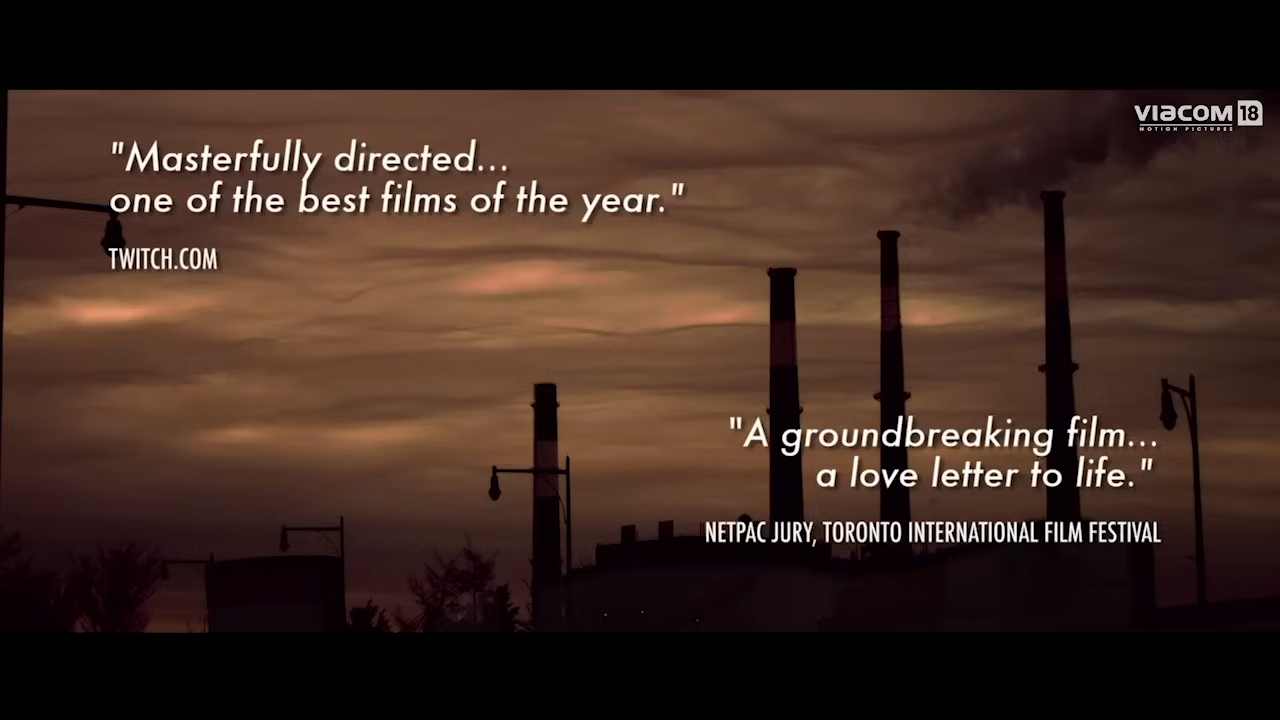 VIACOM 18
MOTION PICTURES
"Masterfully directed...
one of the best films of the year."
TWITCH.COM
"A groundbreaking film...
a love letter to life."
NETPAC JURY, TORONTO INTERNATIONAL FILM FESTIVAL